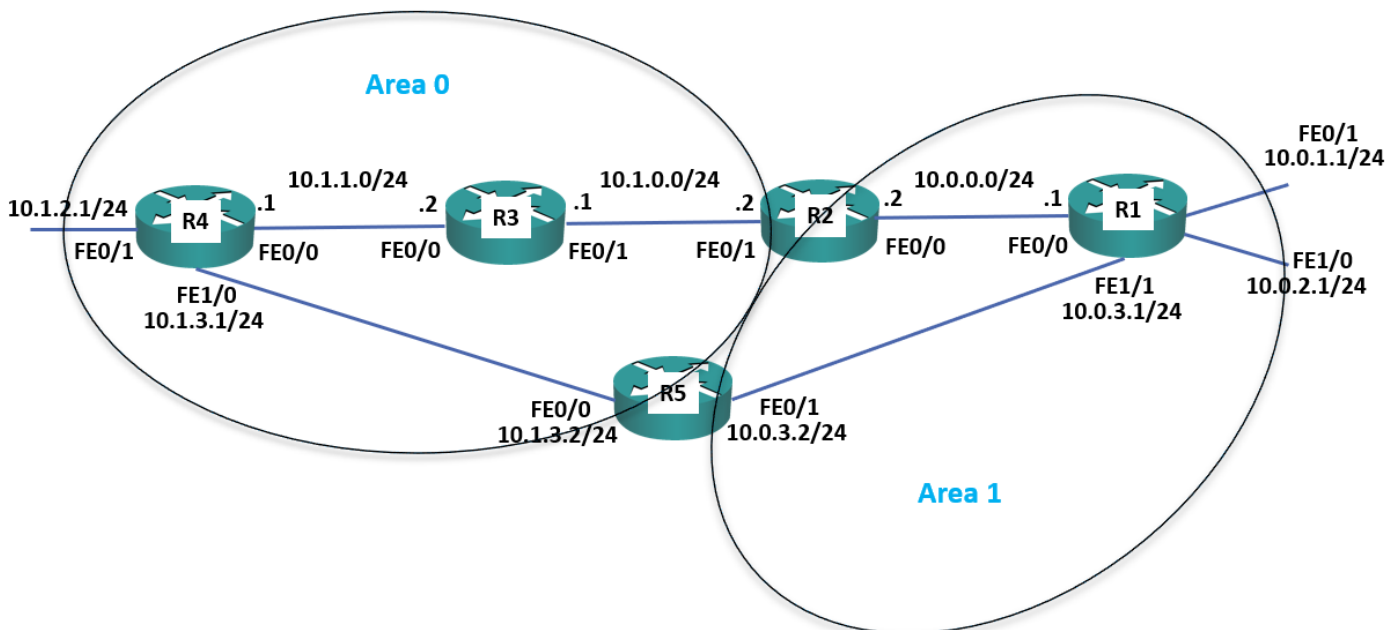 Area 0
FE0/1
10.0.1.1/24
10.1.2.1/24
FE0/1
R4
.1
FE0/0
10.1.1.0/24
.2
FE0/0
R3
.1
FE0/1
10.1.0.0/24
.2
FE0/1
R2
.2
FE0/0
10.0.0.0/24
.1
FE0/0
R1
FE1/0
10.0.2.1/24
FE1/0
10.1.3.1/24
FE1/1
10.0.3.1/24
R5
FE0/0
10.1.3.2/24
FE0/1
10.0.3.2/24
Area 1